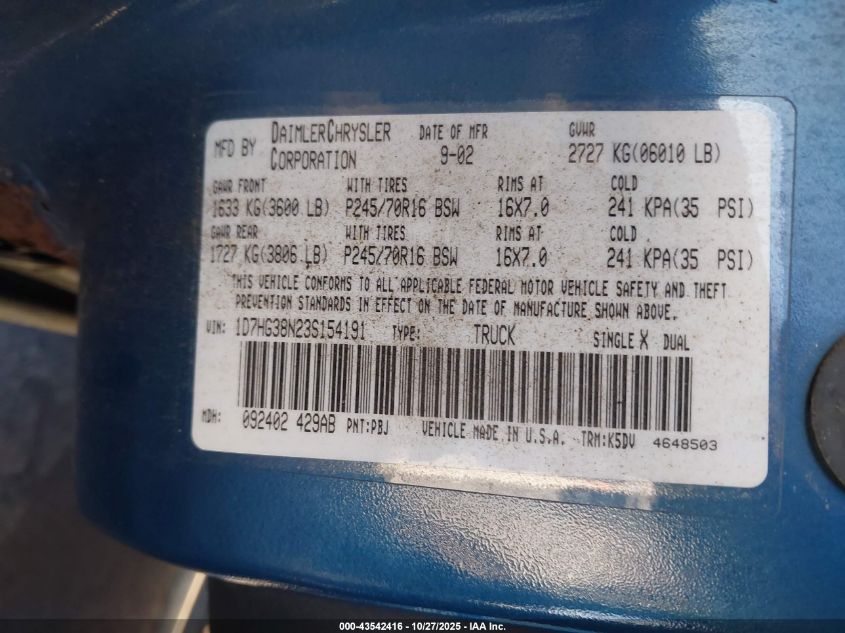 MFD BY DAIMLERCHRYSLER CORPORATION DATE OF MFR 9-02 GVWR 2727 KG(06010 LB)
GAWR FRONT WITH TIRES RIMS AT COLD
1633 KG(3600 LB) P245/70R16 BSW 16X7.0 241 KPA(35 PSI)
GAWR REAR WITH TIRES RIMS AT COLD
1727 KG(3806 LB) P245/70R16 BSW 16X7.0 241 KPA(35 PSI)
THIS VEHICLE CONFORMS TO ALL APPLICABLE FEDERAL MOTOR VEHICLE SAFETY AND THEFT
PREVENTION STANDARDS IN EFFECT ON THE DATE OF MANUFACTURE SHOWN ABOVE.
VIN: 1D7HG38N23S154191 TYPE: TRUCK SINGLE X DUAL
MDH: 092402 429AB PNT:PBJ VEHICLE MADE IN U.S.A. TRM:K5DV 4648503
000-43542416 - 10/27/2025 - IAA Inc.